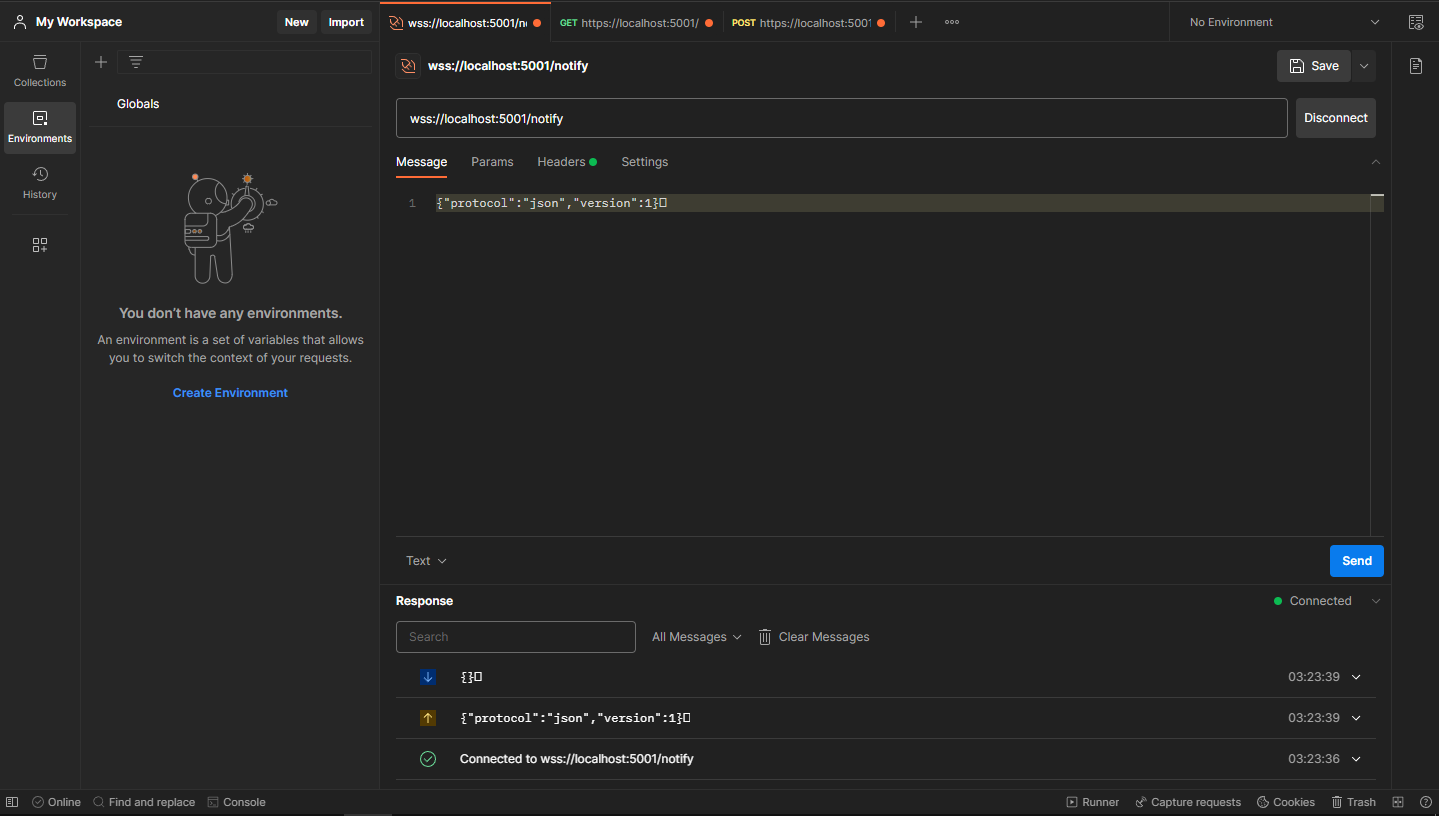 My Workspace
New
Import
wss://localhost:5001/n
GET https://localhost:5001/
POST https://localhost:5001
No Environment
Collections
Environments
History
Globals
You don’t have any environments.
An environment is a set of variables that allows
you to switch the context of your requests.
Create Environment
wss://localhost:5001/notify
Save
wss://localhost:5001/notify
Disconnect
Message
Params
Headers
Settings
1 {"protocol":"json","version":1}□
Text
Send
Response
Connected
Search
All Messages
Clear Messages
{}□
03:23:39
{"protocol":"json","version":1}□
03:23:39
Connected to wss://localhost:5001/notify
03:23:36
Online
Find and replace
Console
Runner
Capture requests
Cookies
Trash